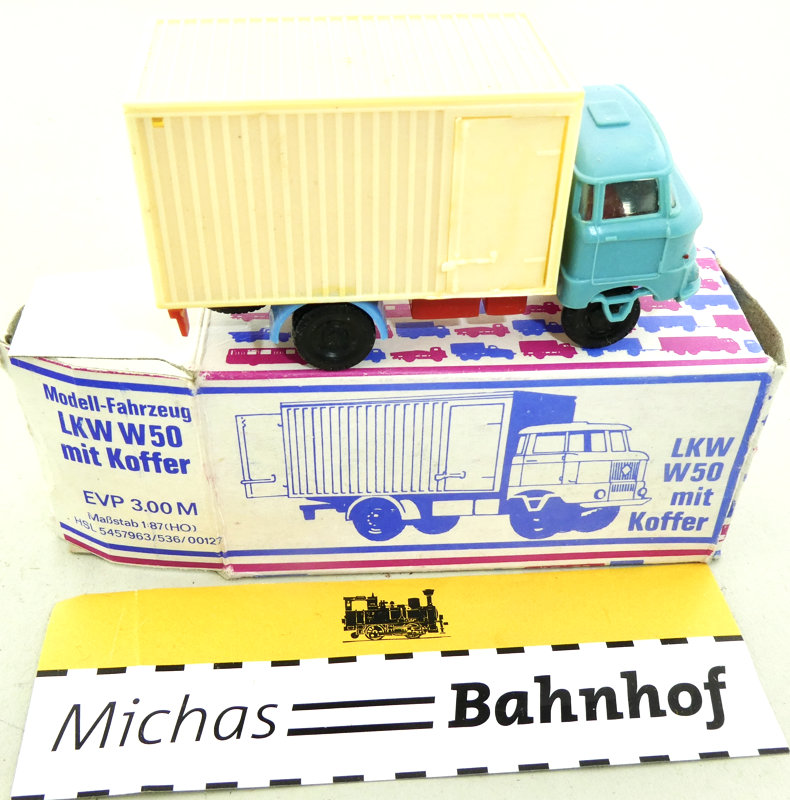 Modell-Fahrzeug
LKW W50
mit Koffer
EVP 3.00 M
Maßstab 1:87(HO)
HSL 5457963/536/00127
LKW
W50
mit
Koffer
Michas Bahnhof